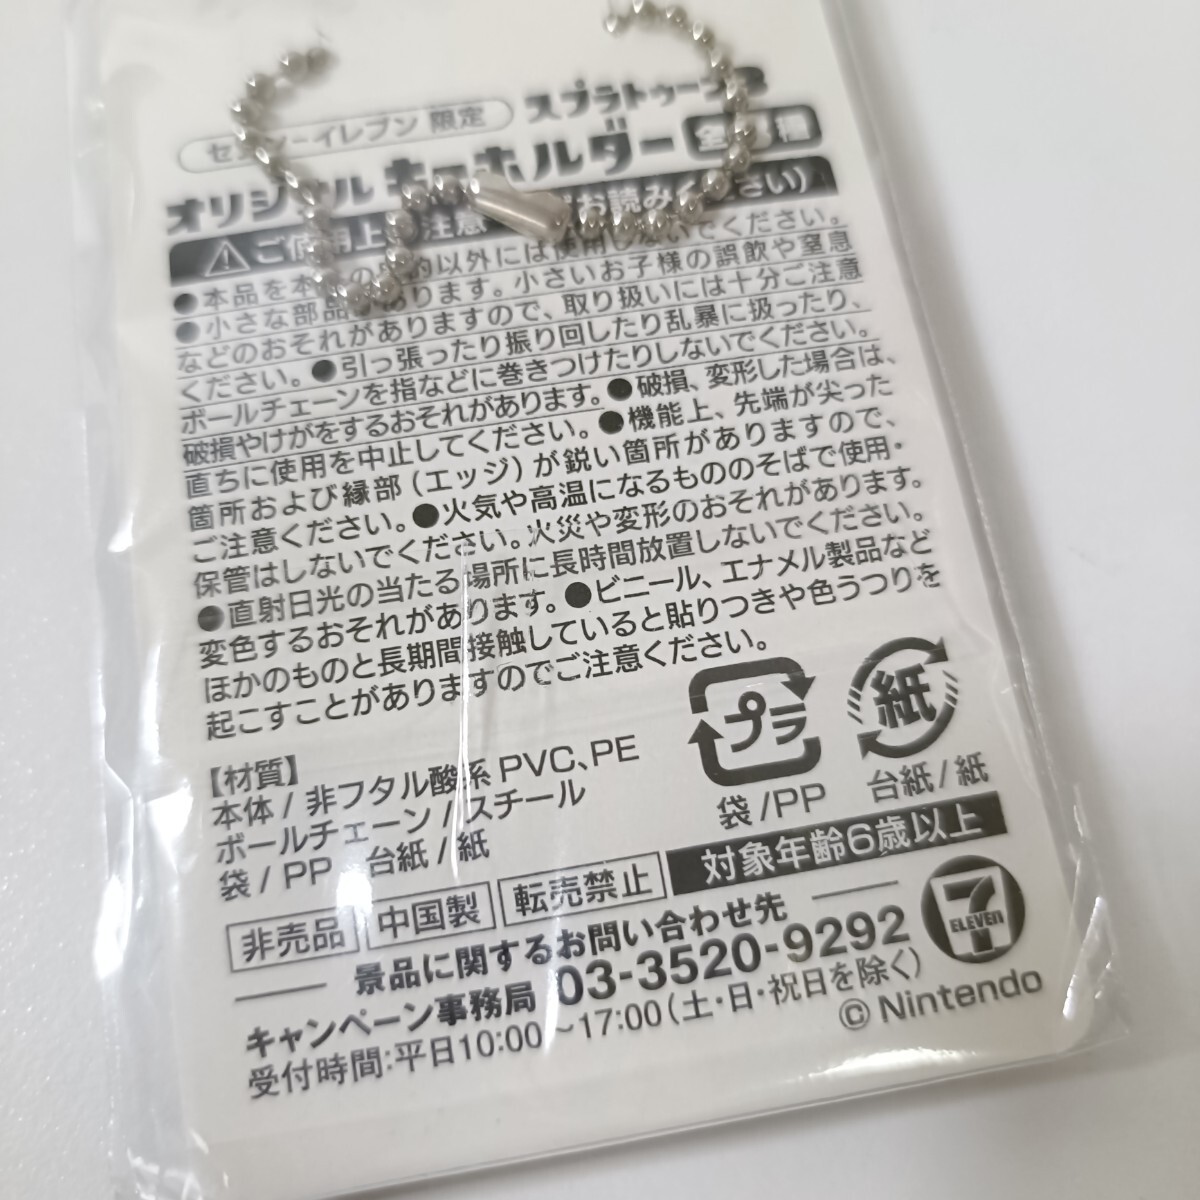 セブン-イレブン 限定 スプラトゥーン3
オリジナル キーホルダー 全 種
ご使用上の注意 お読みください)
●本品を本来の目的以外には使用しないでください。
●小さな部品があります。小さいお子様の誤飲や窒息
などのおそれがありますので、取り扱いには十分ご注意
ください。●引っ張ったり振り回したり乱暴に扱ったり、
ボールチェーンを指などに巻きつけたりしないでください。
破損やけがをするおそれがあります。●破損、変形した場合は、
直ちに使用を中止してください。●機能上、先端が尖った
箇所および縁部(エッジ)が鋭い箇所がありますので、
ご注意ください。●火気や高温になるもののそばで使用・
保管はしないでください。火災や変形のおそれがあります。
●直射日光の当たる場所に長時間放置しないでください。
変色するおそれがあります。●ビニール、エナメル製品など
ほかのものと長期間接触していると貼りつきや色うつりを
起こすことがありますのでご注意ください。
プラ
紙
袋/PP
台紙/紙
【材質】
本体/非フタル酸系PVC、PE
ボールチェーン/スチール
袋/PP 台紙/紙
対象年齢6歳以上
非売品 中国製 転売禁止
景品に関するお問い合わせ先
キャンペーン事務局 03-3520-9292
受付時間:平日10:00~17:00(土・日・祝日を除く)
7 ELEVEn
© Nintendo